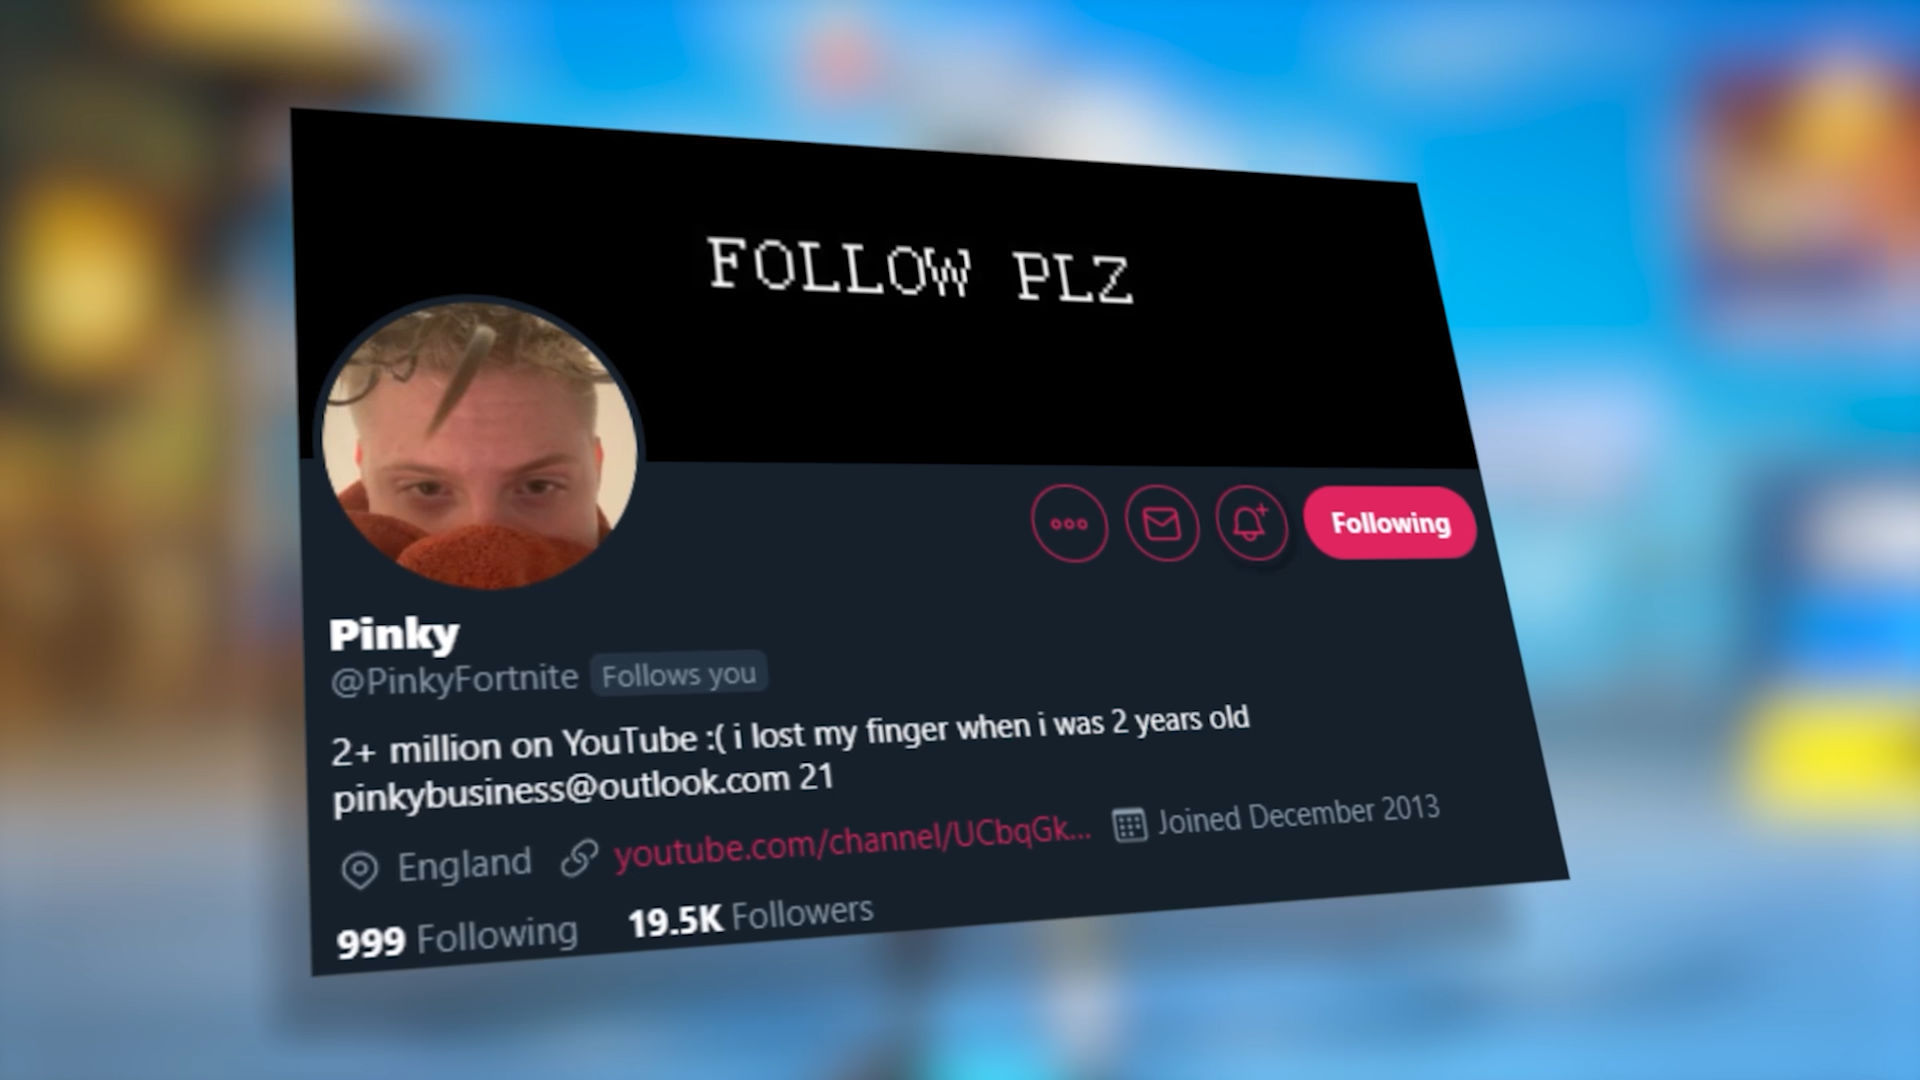 FOLLOW PLZ
Following
Pinky
@PinkyFortnite Follows you
2+ million on YouTube :( i lost my finger when i was 2 years old
pinkybusiness@outlook.com 21
England youtube.com/channel/UCbqGk... Joined December 2013
999 Following 19.5K Followers